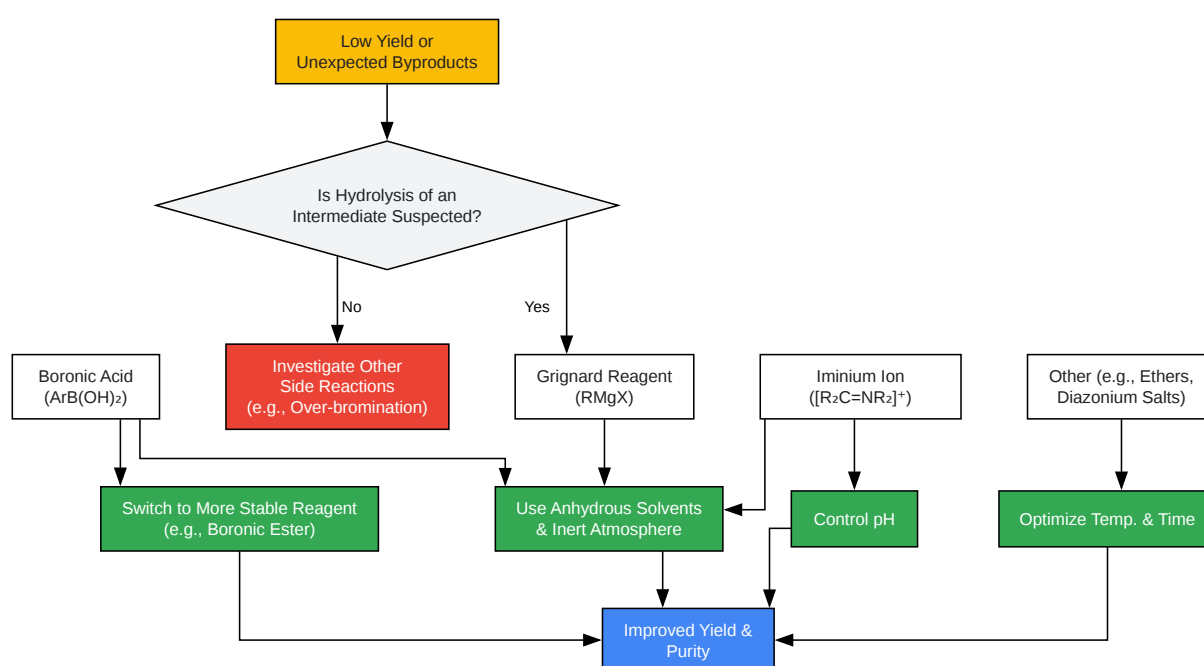 Low Yield or
Unexpected Byproducts
Is Hydrolysis of an
Intermediate Suspected?
No
Yes
Boronic Acid
(ArB(OH)₂)
Investigate Other
Side Reactions
(e.g., Over-bromination)
Grignard Reagent
(RMgX)
Iminium Ion
([R₂C=NR₂]⁺)
Other (e.g., Ethers,
Diazonium Salts)
Switch to More Stable Reagent
(e.g., Boronic Ester)
Use Anhydrous Solvents
& Inert Atmosphere
Control pH
Optimize Temp. & Time
Improved Yield &
Purity